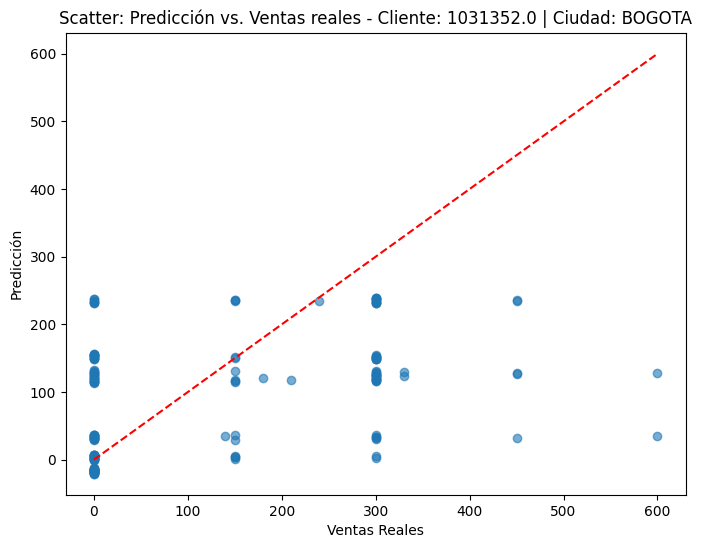 Scatter: Predicción vs. Ventas reales - Cliente: 1031352.0 | Ciudad: BOGOTA
600
500
400
300
200
100
0
Predicción
0 100 200 300 400 500 600
Ventas Reales